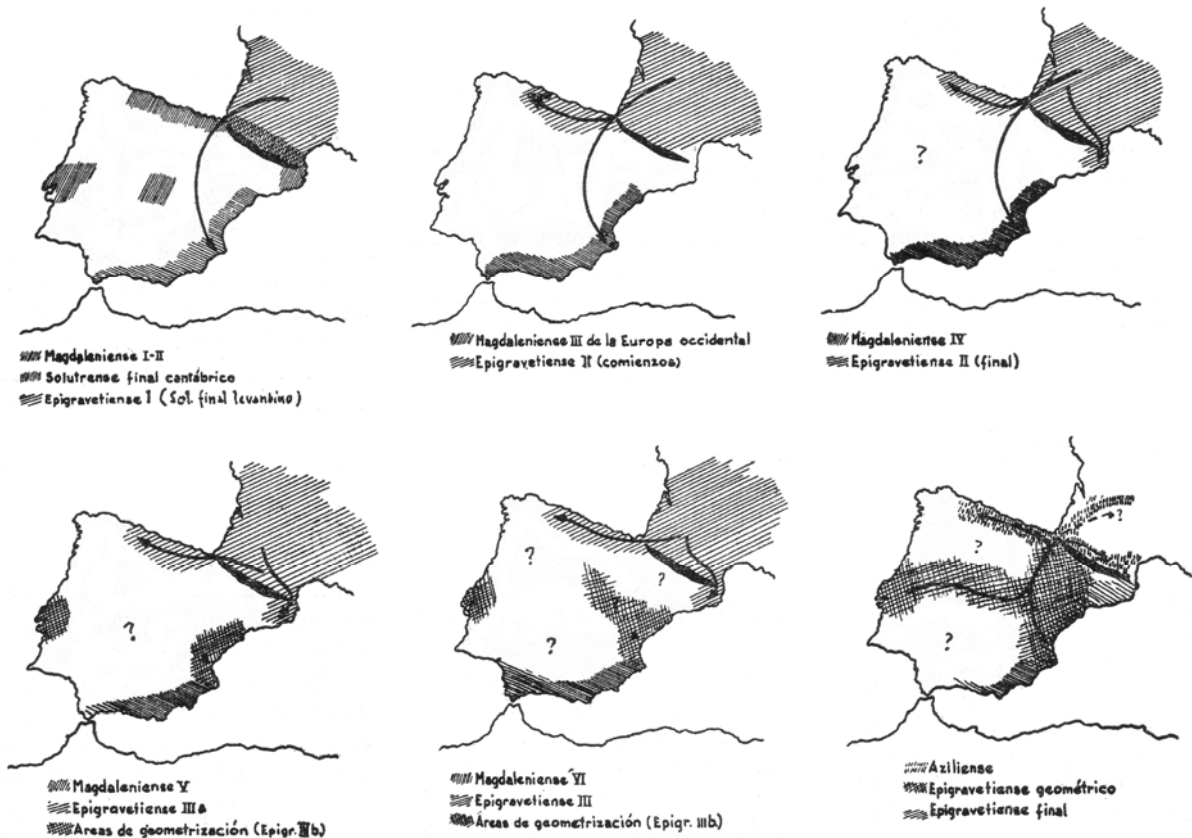 Magdaleniense I-II
Solutrense final cantábrico
Epigravetiense I (Sol. final levantino)
Magdaleniense III de la Europa occidental
Epigravetiense II (comienzos)
?
Magdaleniense IV
Epigravetiense II (final)
?
Magdaleniense V
Epigravetiense IIIa
Areas de geometrización (Epigr. IIIb.)
?
?
?
Magdaleniense VI
Epigravetiense III
Áreas de geometrización (Epigr. IIIb.)
?
?
?
Aziliense
Epigravetiense geométrico
Epigravetiense final